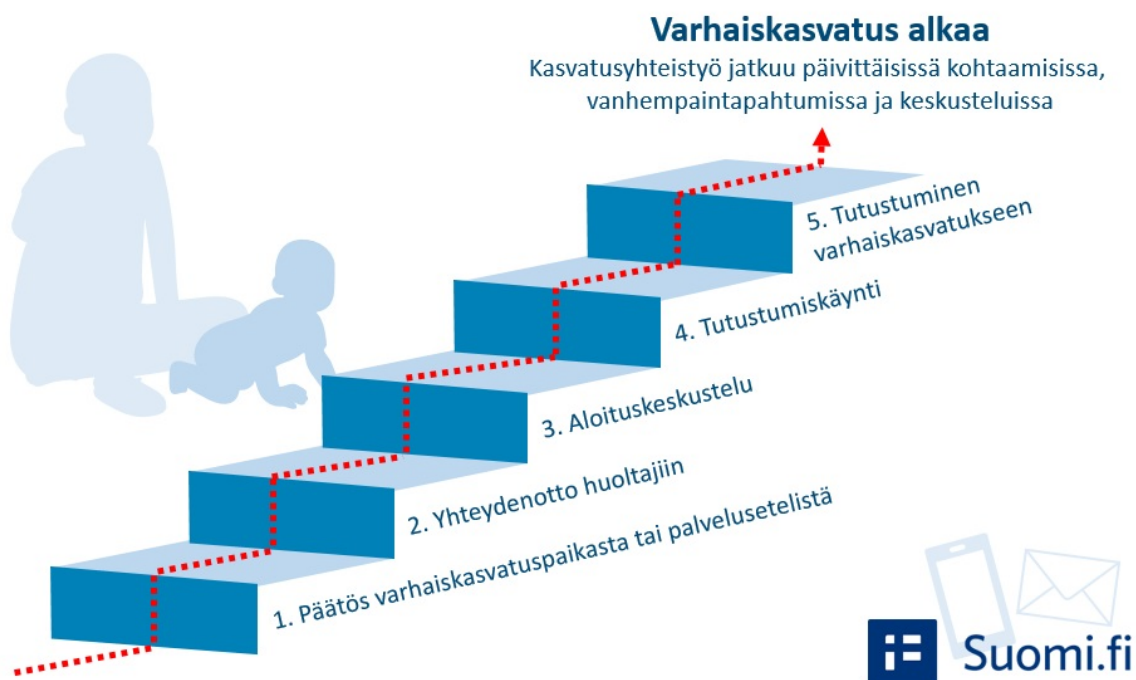 Varhaiskasvatus alkaa
Kasvatusyhteistyö jatkuu päivittäisissä kohtaamisissa,
vanhempaintapahtumissa ja keskusteluissa
5. Tutustuminen
varhaiskasvatukseen
4. Tutustumiskäynti
3. Aloituskeskustelu
2. Yhteydenotto huoltajiin
1. Päätös varhaiskasvatuspaikasta tai palvelusetelistä
Suomi.fi